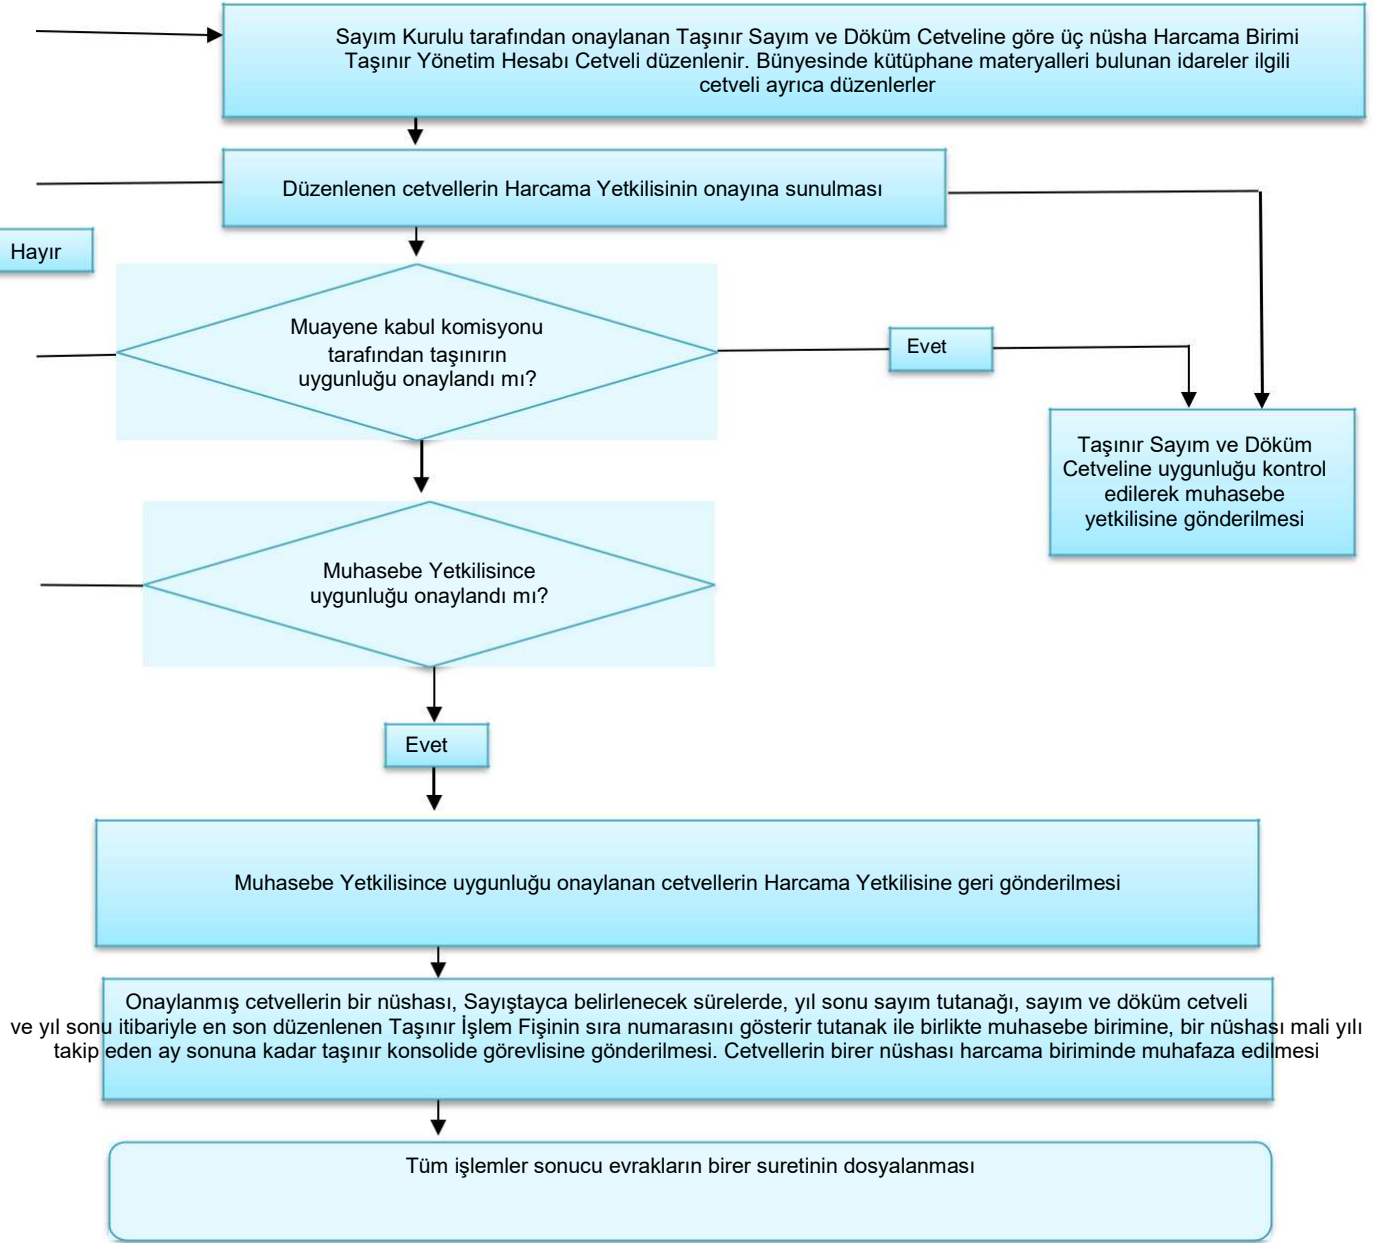 Sayım Kurulu tarafından onaylanan Taşınır Sayım ve Döküm Cetveline göre üç nüsha Harcama Birimi
Taşınır Yönetim Hesabı Cetveli düzenlenir. Bünyesinde kütüphane materyalleri bulunan idareler ilgili
cetveli ayrıca düzenlerler
Düzenlenen cetvellerin Harcama Yetkilisinin onayına sunulması
Hayır
Muayene kabul komisyonu
tarafından taşınırın
uygunluğu onaylandı mı?
Evet
Taşınır Sayım ve Döküm
Cetveline uygunluğu kontrol
edilerek muhasebe
yetkilisine gönderilmesi
Muhasebe Yetkilisince
uygunluğu onaylandı mı?
Evet
Muhasebe Yetkilisince uygunluğu onaylanan cetvellerin Harcama Yetkilisine geri gönderilmesi
Onaylanmış cetvellerin bir nüshası, Sayıştayca belirlenecek sürelerde, yıl sonu sayım tutanağı, sayım ve döküm cetveli
ve yıl sonu itibariyle en son düzenlenen Taşınır İşlem Fişinin sıra numarasını gösterir tutanak ile birlikte muhasebe birimine, bir nüshası mali yılı
takip eden ay sonuna kadar taşınır konsolide görevlisine gönderilmesi. Cetvellerin birer nüshası harcama biriminde muhafaza edilmesi
Tüm işlemler sonucu evrakların birer suretinin dosyalanması